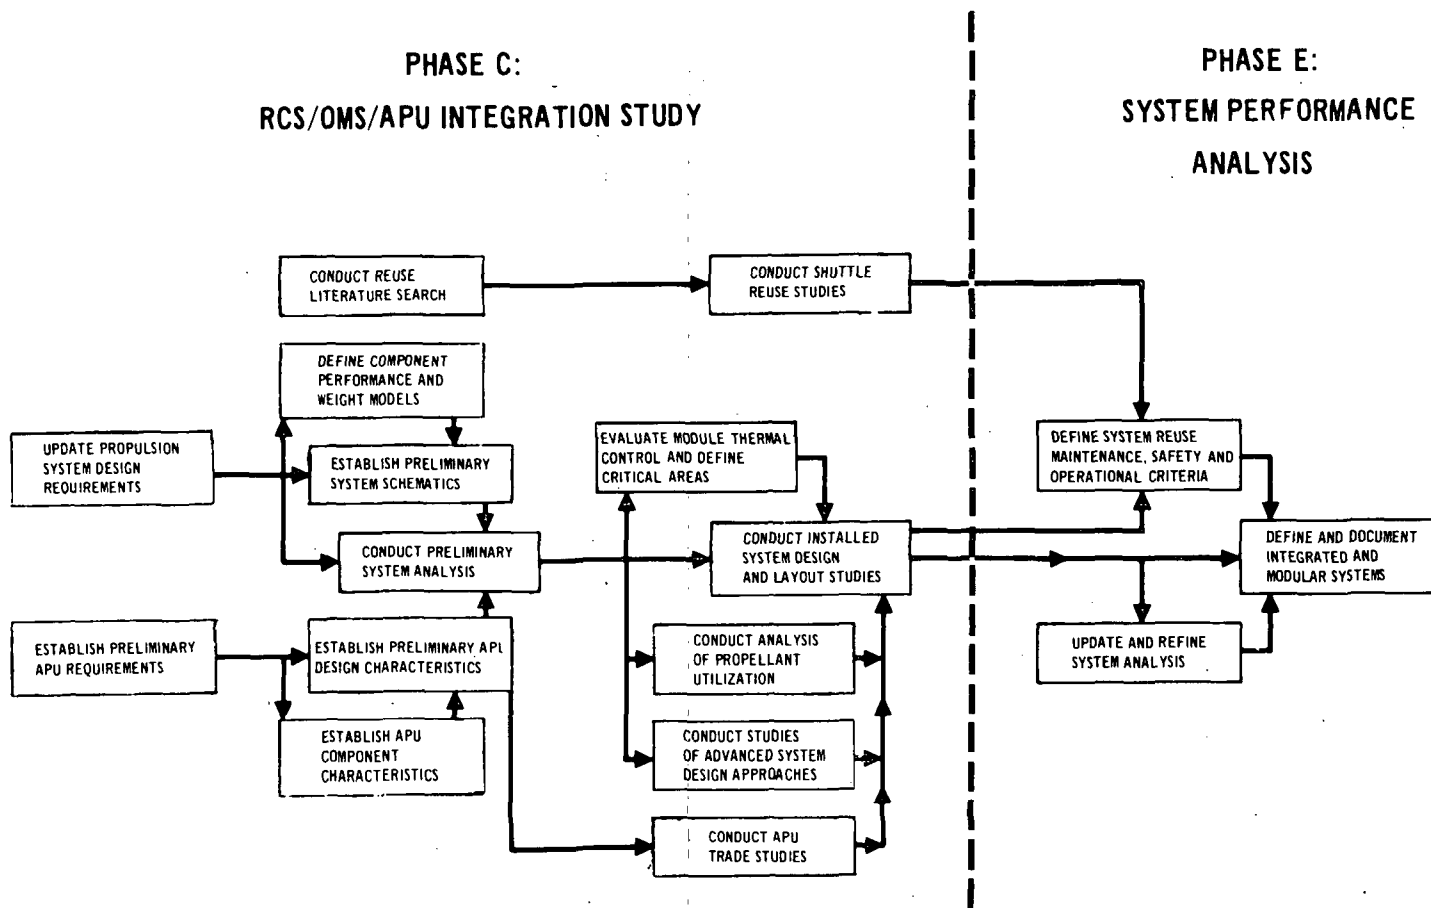 PHASE C:
RCS/OMS/APU INTEGRATION STUDY
PHASE E:
SYSTEM PERFORMANCE
ANALYSIS
CONDUCT REUSE
LITERATURE SEARCH
CONDUCT SHUTTLE
REUSE STUDIES
DEFINE COMPONENT
PERFORMANCE AND
WEIGHT MODELS
UPDATE PROPULSION
SYSTEM DESIGN
REQUIREMENTS
ESTABLISH PRELIMINARY
SYSTEM SCHEMATICS
EVALUATE MODULE THERMAL
CONTROL AND DEFINE
CRITICAL AREAS
DEFINE SYSTEM REUSE
MAINTENANCE, SAFETY AND
OPERATIONAL CRITERIA
CONDUCT PRELIMINARY
SYSTEM ANALYSIS
CONDUCT INSTALLED
SYSTEM DESIGN
AND LAYOUT STUDIES
DEFINE AND DOCUMENT
INTEGRATED AND
MODULAR SYSTEMS
ESTABLISH PRELIMINARY
APU REQUIREMENTS
ESTABLISH PRELIMINARY APU
DESIGN CHARACTERISTICS
CONDUCT ANALYSIS
OF PROPELLANT
UTILIZATION
UPDATE AND REFINE
SYSTEM ANALYSIS
ESTABLISH APU
COMPONENT
CHARACTERISTICS
CONDUCT STUDIES
OF ADVANCED SYSTEM
DESIGN APPROACHES
CONDUCT APU
TRADE STUDIES